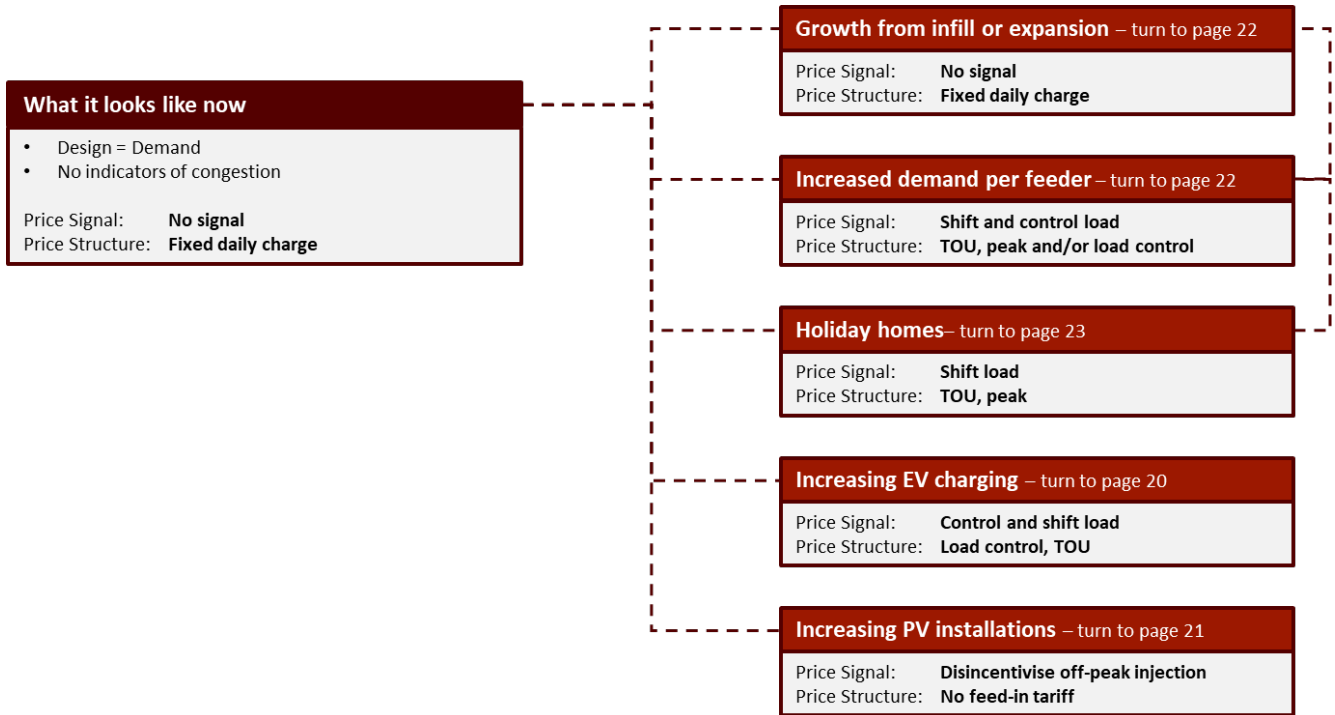 What it looks like now
• Design = Demand
• No indicators of congestion
Price Signal: No signal
Price Structure: Fixed daily charge
Growth from infill or expansion – turn to page 22
Price Signal: No signal
Price Structure: Fixed daily charge
Increased demand per feeder – turn to page 22
Price Signal: Shift and control load
Price Structure: TOU, peak and/or load control
Holiday homes– turn to page 23
Price Signal: Shift load
Price Structure: TOU, peak
Increasing EV charging – turn to page 20
Price Signal: Control and shift load
Price Structure: Load control, TOU
Increasing PV installations – turn to page 21
Price Signal: Disincentivise off-peak injection
Price Structure: No feed-in tariff